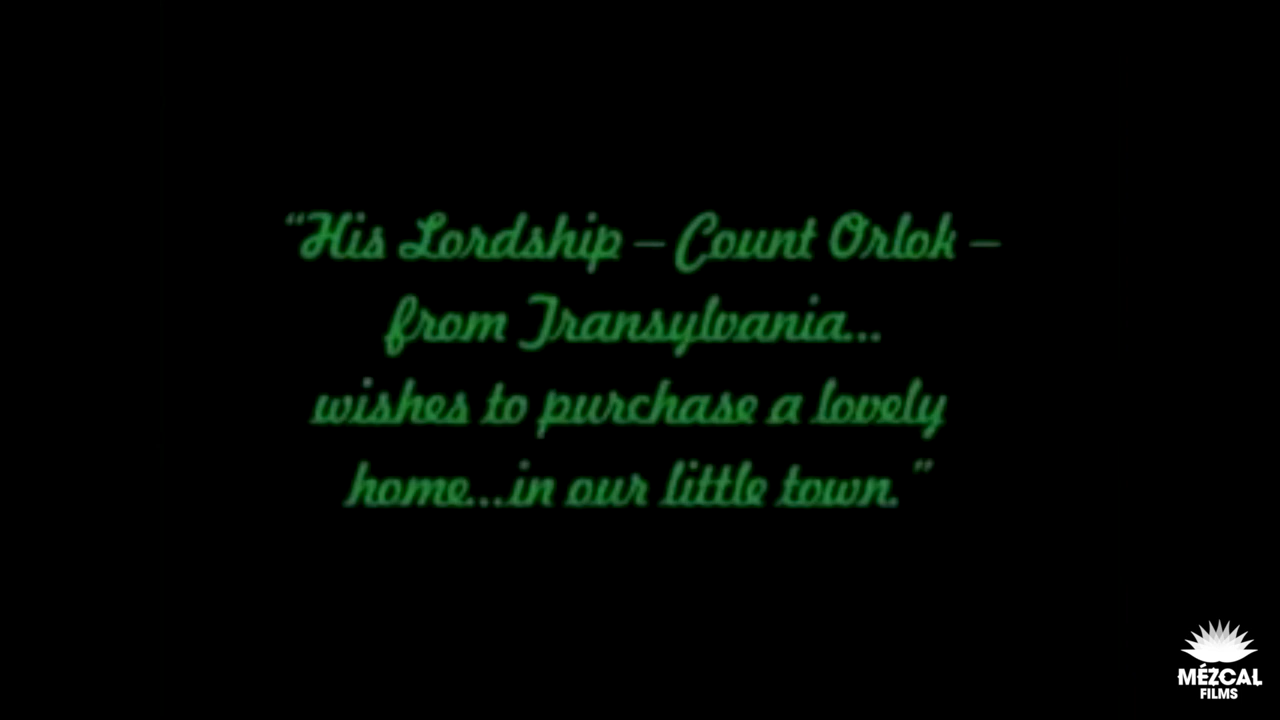 “His Lordship – Count Orlok –
from Transylvania...
wishes to purchase a lovely
home...in our little town.”
MÉZCAL
FILMS